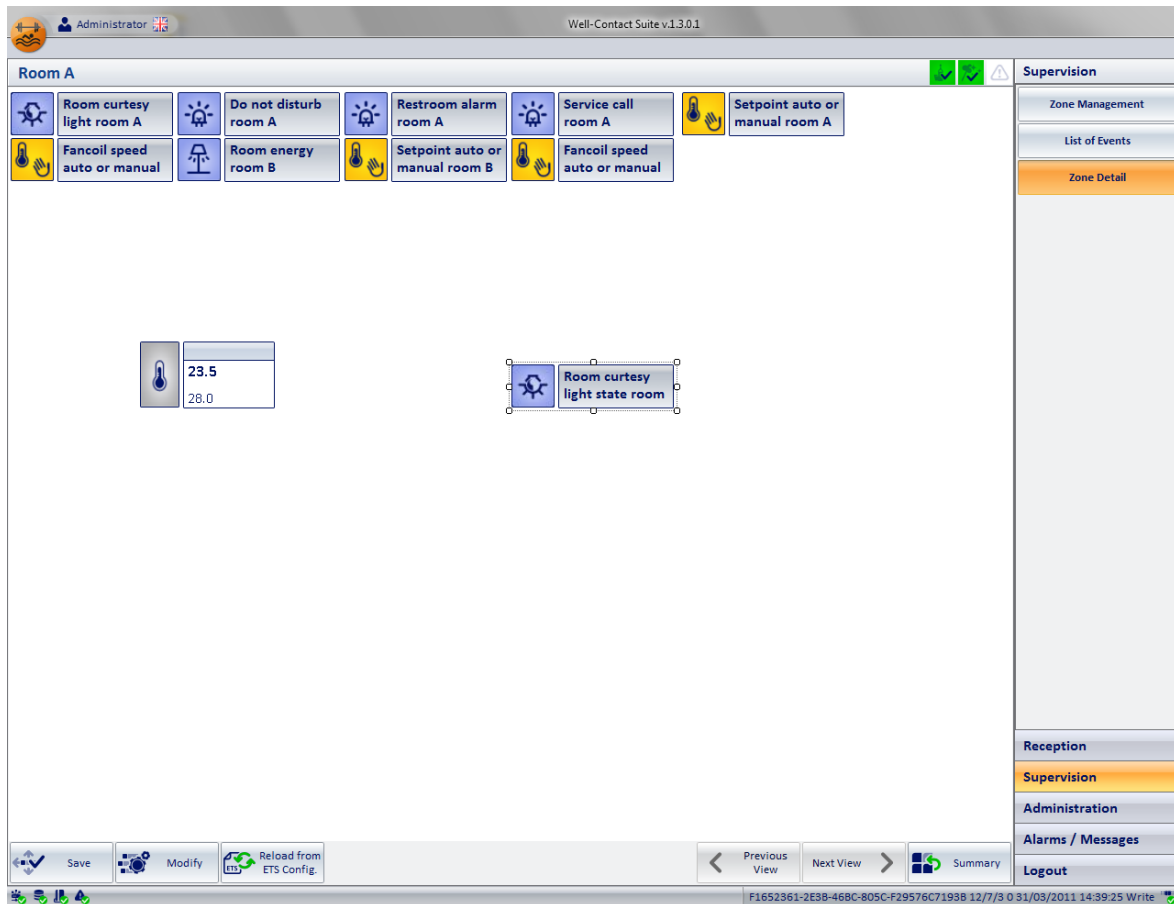 Administrator
Well-Contact Suite v.1.3.0.1
Room A
Supervision
Room curtesy
light room A
Do not disturb
room A
Restroom alarm
room A
Service call
room A
Setpoint auto or
manual room A
Fancoil speed
auto or manual
Room energy
room B
Setpoint auto or
manual room B
Fancoil speed
auto or manual
Zone Management
List of Events
Zone Detail
23.5
28.0
Room curtesy
light state room
Reception
Supervision
Administration
Alarms / Messages
Logout
Save
Modify
ETS
Reload from
ETS Config.
Previous
View
Next View
Summary
F1652361-2E3B-46BC-805C-F29576C7193B 12/7/3 0 31/03/2011 14:39:25 Write